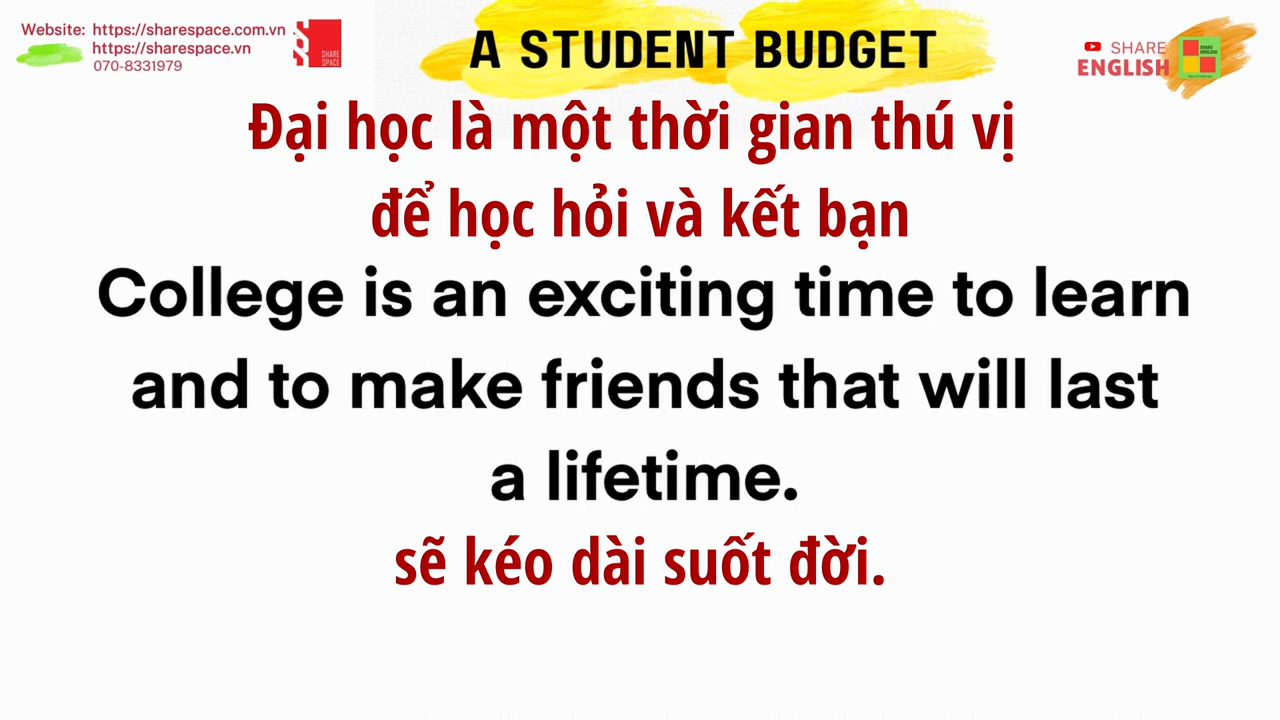 Website: https://sharespace.com.vn
https://sharespace.vn
070-8331979
SHARE
SPACE
A STUDENT BUDGET
SHARE
ENGLISH
SHARE
ENGLISH
Đại học là một thời gian thú vị
để học hỏi và kết bạn
College is an exciting time to learn
and to make friends that will last
a lifetime.
sẽ kéo dài suốt đời.